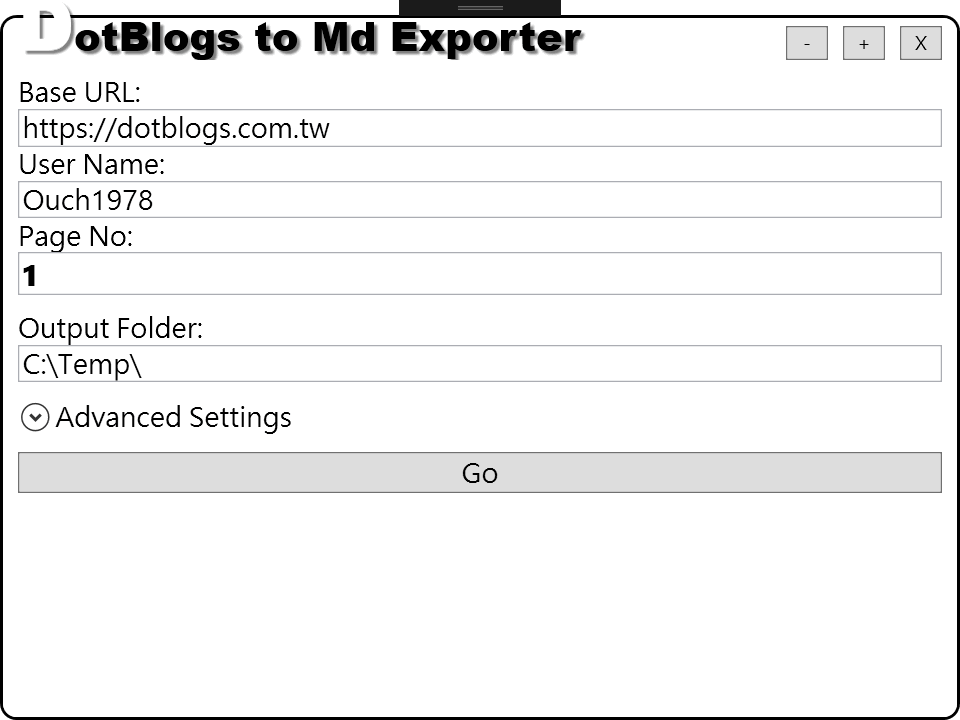 DotBlogs to Md Exporter
- + X
Base URL:
https://dotblogs.com.tw
User Name:
Ouch1978
Page No:
1
Output Folder:
C:\Temp\
Advanced Settings
Go